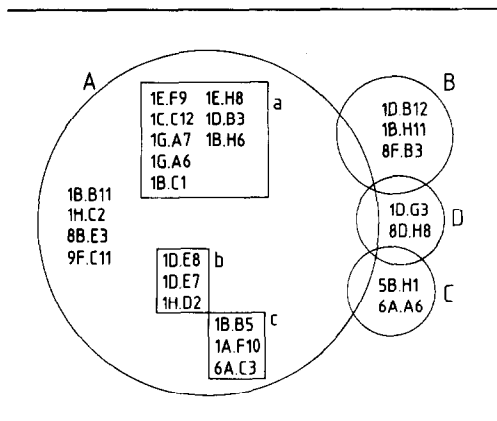 A
B
1E.F9 1E.H8
1C.C12 1D.B3
1G.A7 1B.H6
1G.A6
1B.C1
a
1D.B12
1B.H11
8F.B3
1B.B11
1H.C2
8B.E3
9F.C11
1D.G3
8D.H8
D
1D.E8
1D.E7
1H.D2
b
5B.H1
6A.A6
C
1B.B5
1A.F10
6A.C3
c